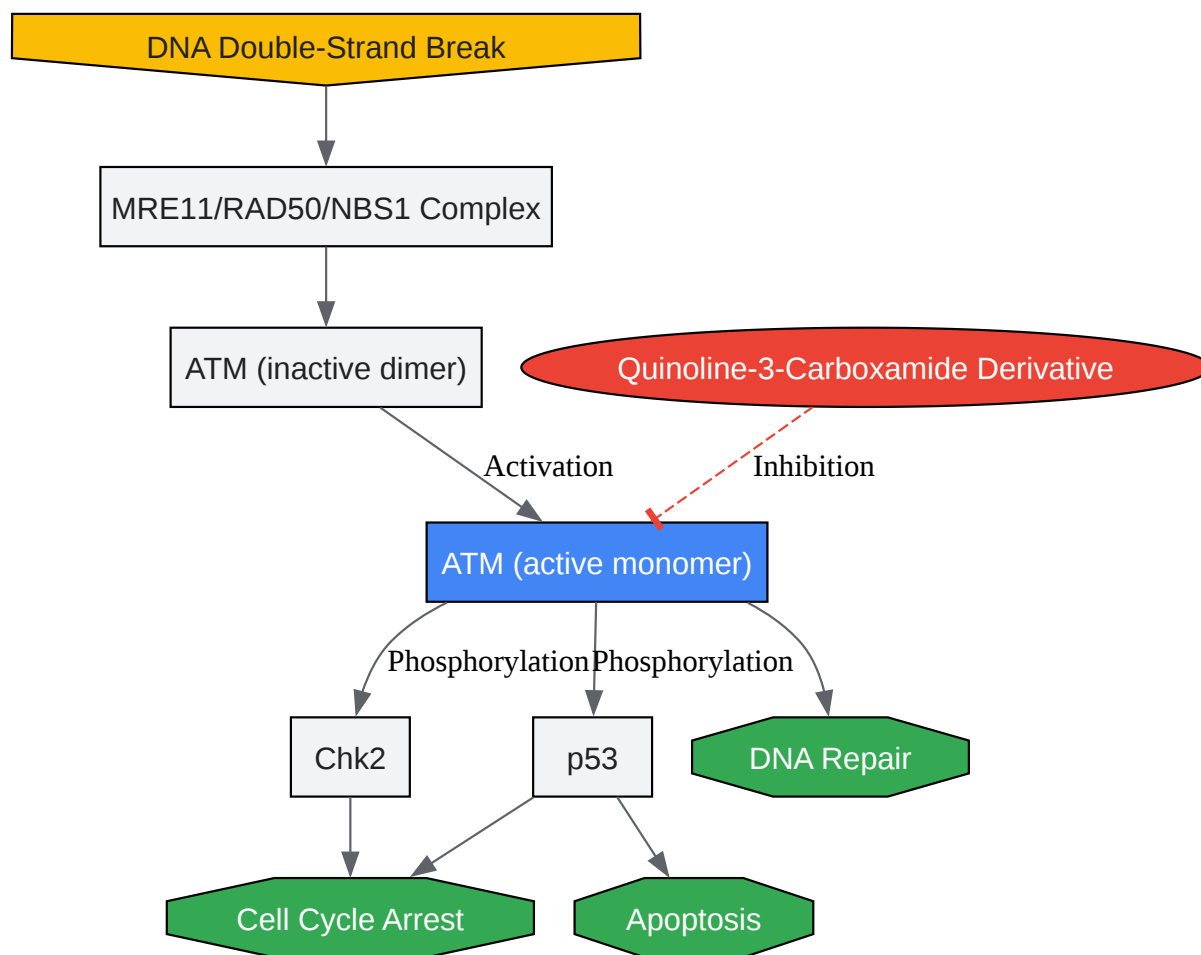 DNA Double-Strand Break
MRE11/RAD50/NBS1 Complex
ATM (inactive dimer)
Quinoline-3-Carboxamide Derivative
Activation
Inhibition
ATM (active monomer)
Phosphorylation
Phosphorylation
Chk2
p53
DNA Repair
Cell Cycle Arrest
Apoptosis